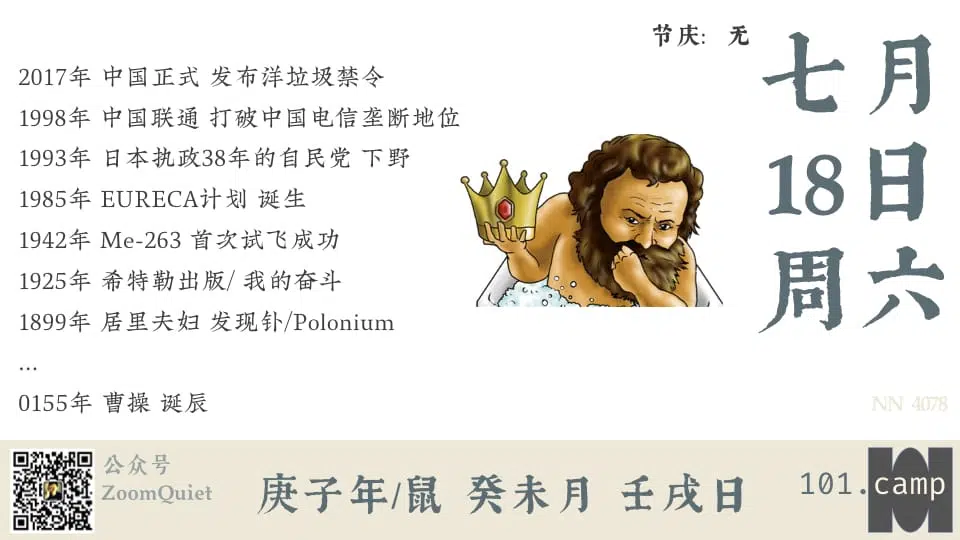 节庆: 无
七月
18日
周六
2017年 中国正式 发布洋垃圾禁令
1998年 中国联通 打破中国电信垄断地位
1993年 日本执政38年的自民党 下野
1985年 EURECA计划 诞生
1942年 Me-263 首次试飞成功
1925年 希特勒出版/ 我的奋斗
1899年 居里夫妇 发现钋/Polonium
...
0155年 曹操 诞辰
NN 4078
公众号
ZoomQuiet
庚子年/鼠 癸未月 壬戌日
101.camp